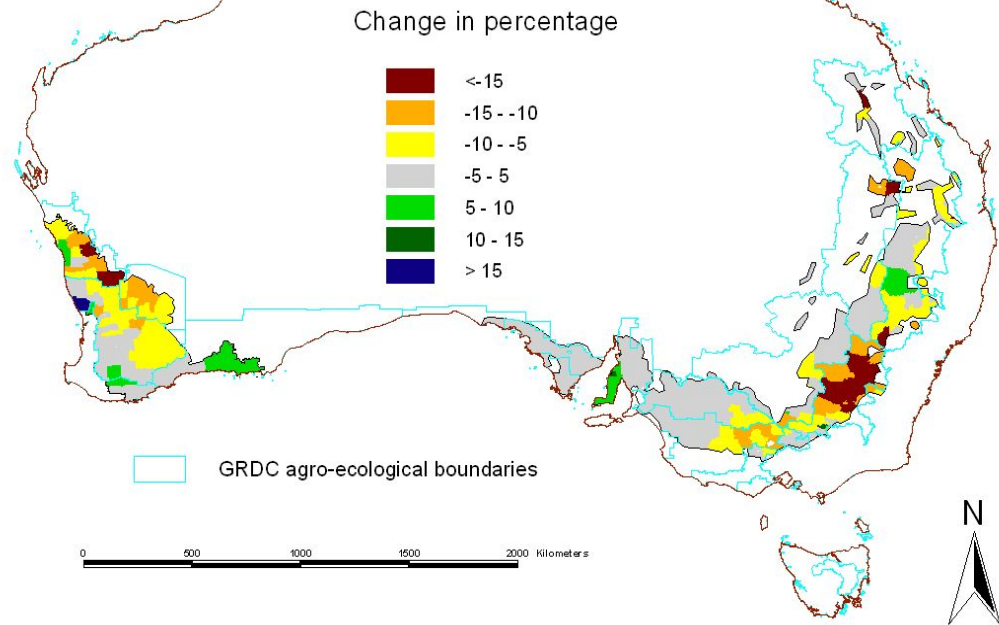 Change in percentage
<-15
-15 - -10
-10 - -5
-5 - 5
5 - 10
10 - 15
> 15
GRDC agro-ecological boundaries
N
0 500 1000 1500 2000 Kilometers